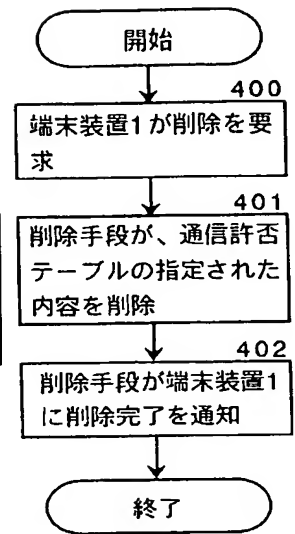 開始
400
端末装置1が削除を要
求
401
削除手段が、通信許否
テーブルの指定された
内容を削除
402
削除手段が端末装置1
に削除完了を通知
終了